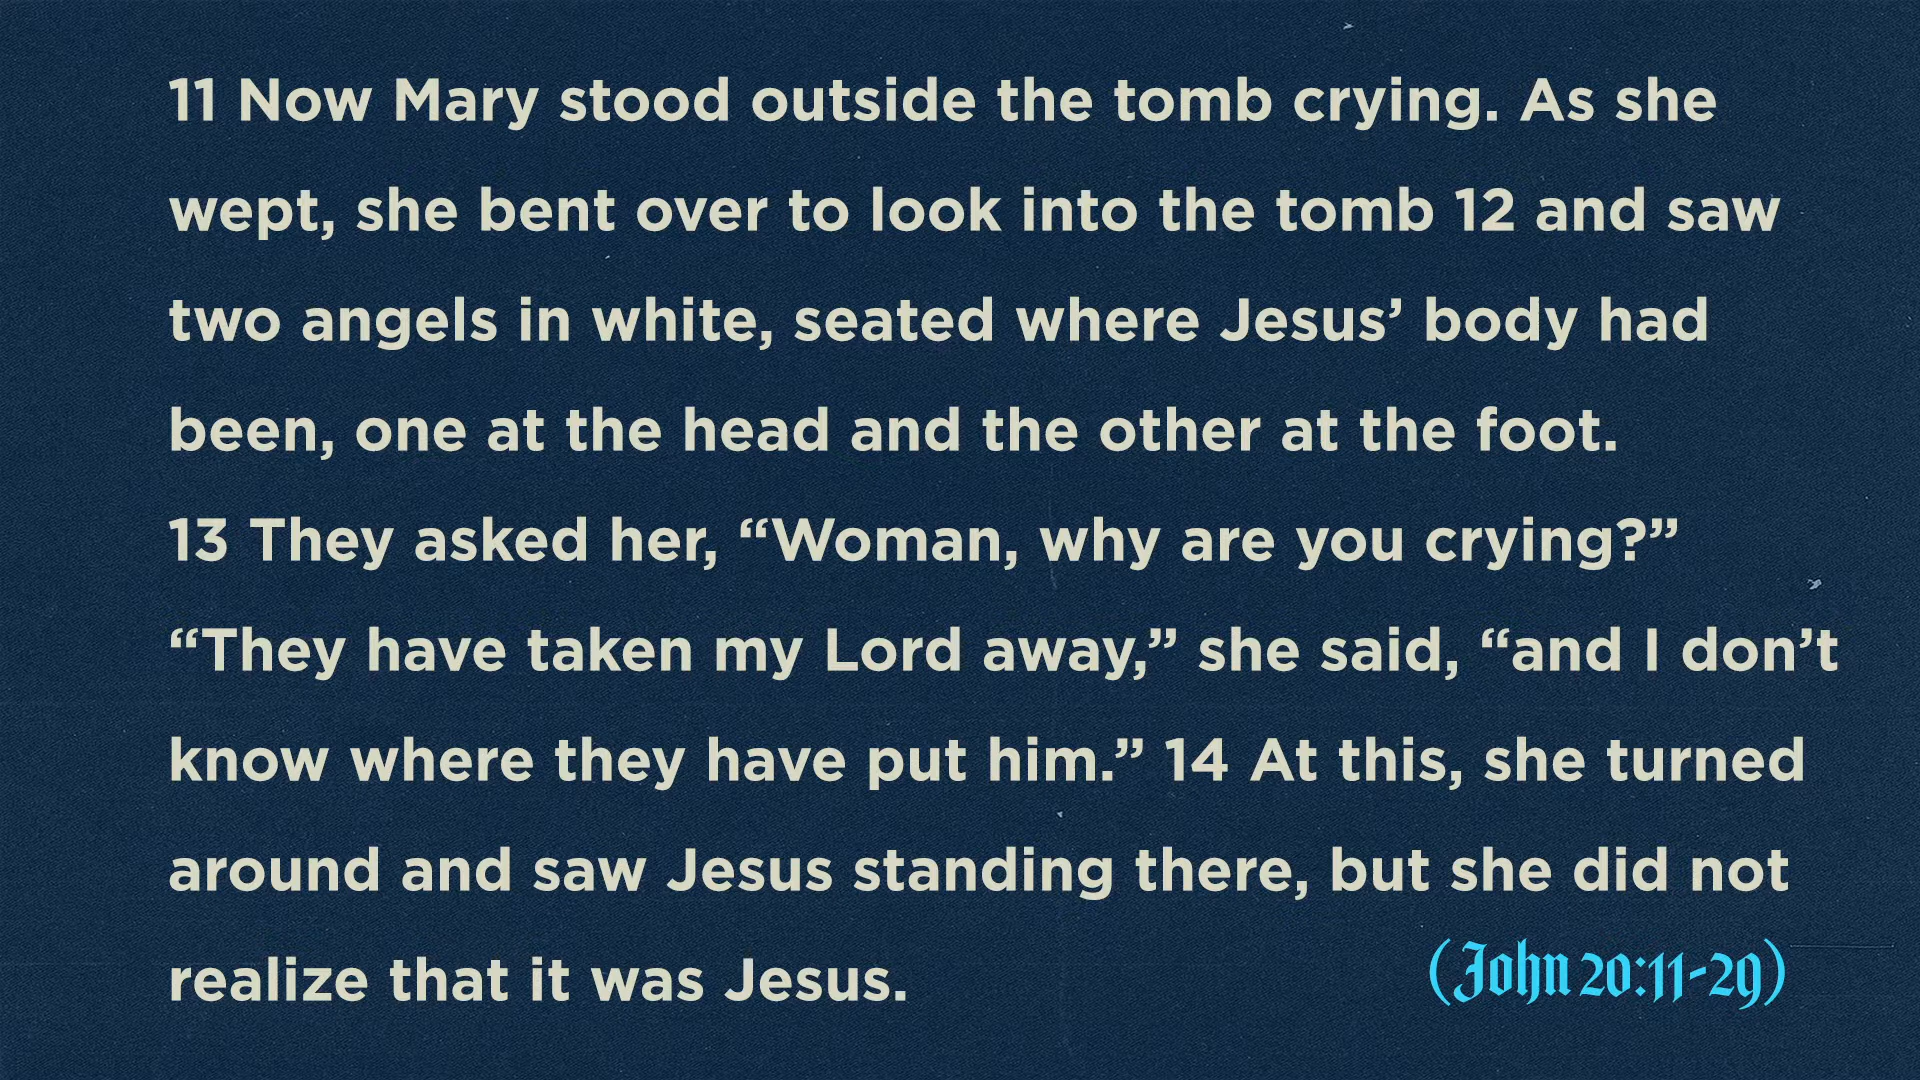 11 Now Mary stood outside the tomb crying. As she
wept, she bent over to look into the tomb 12 and saw
two angels in white, seated where Jesus’ body had
been, one at the head and the other at the foot.
13 They asked her, “Woman, why are you crying?”
“They have taken my Lord away,” she said, “and I don’t
know where they have put him.” 14 At this, she turned
around and saw Jesus standing there, but she did not
realize that it was Jesus.
(John 20:11-29)